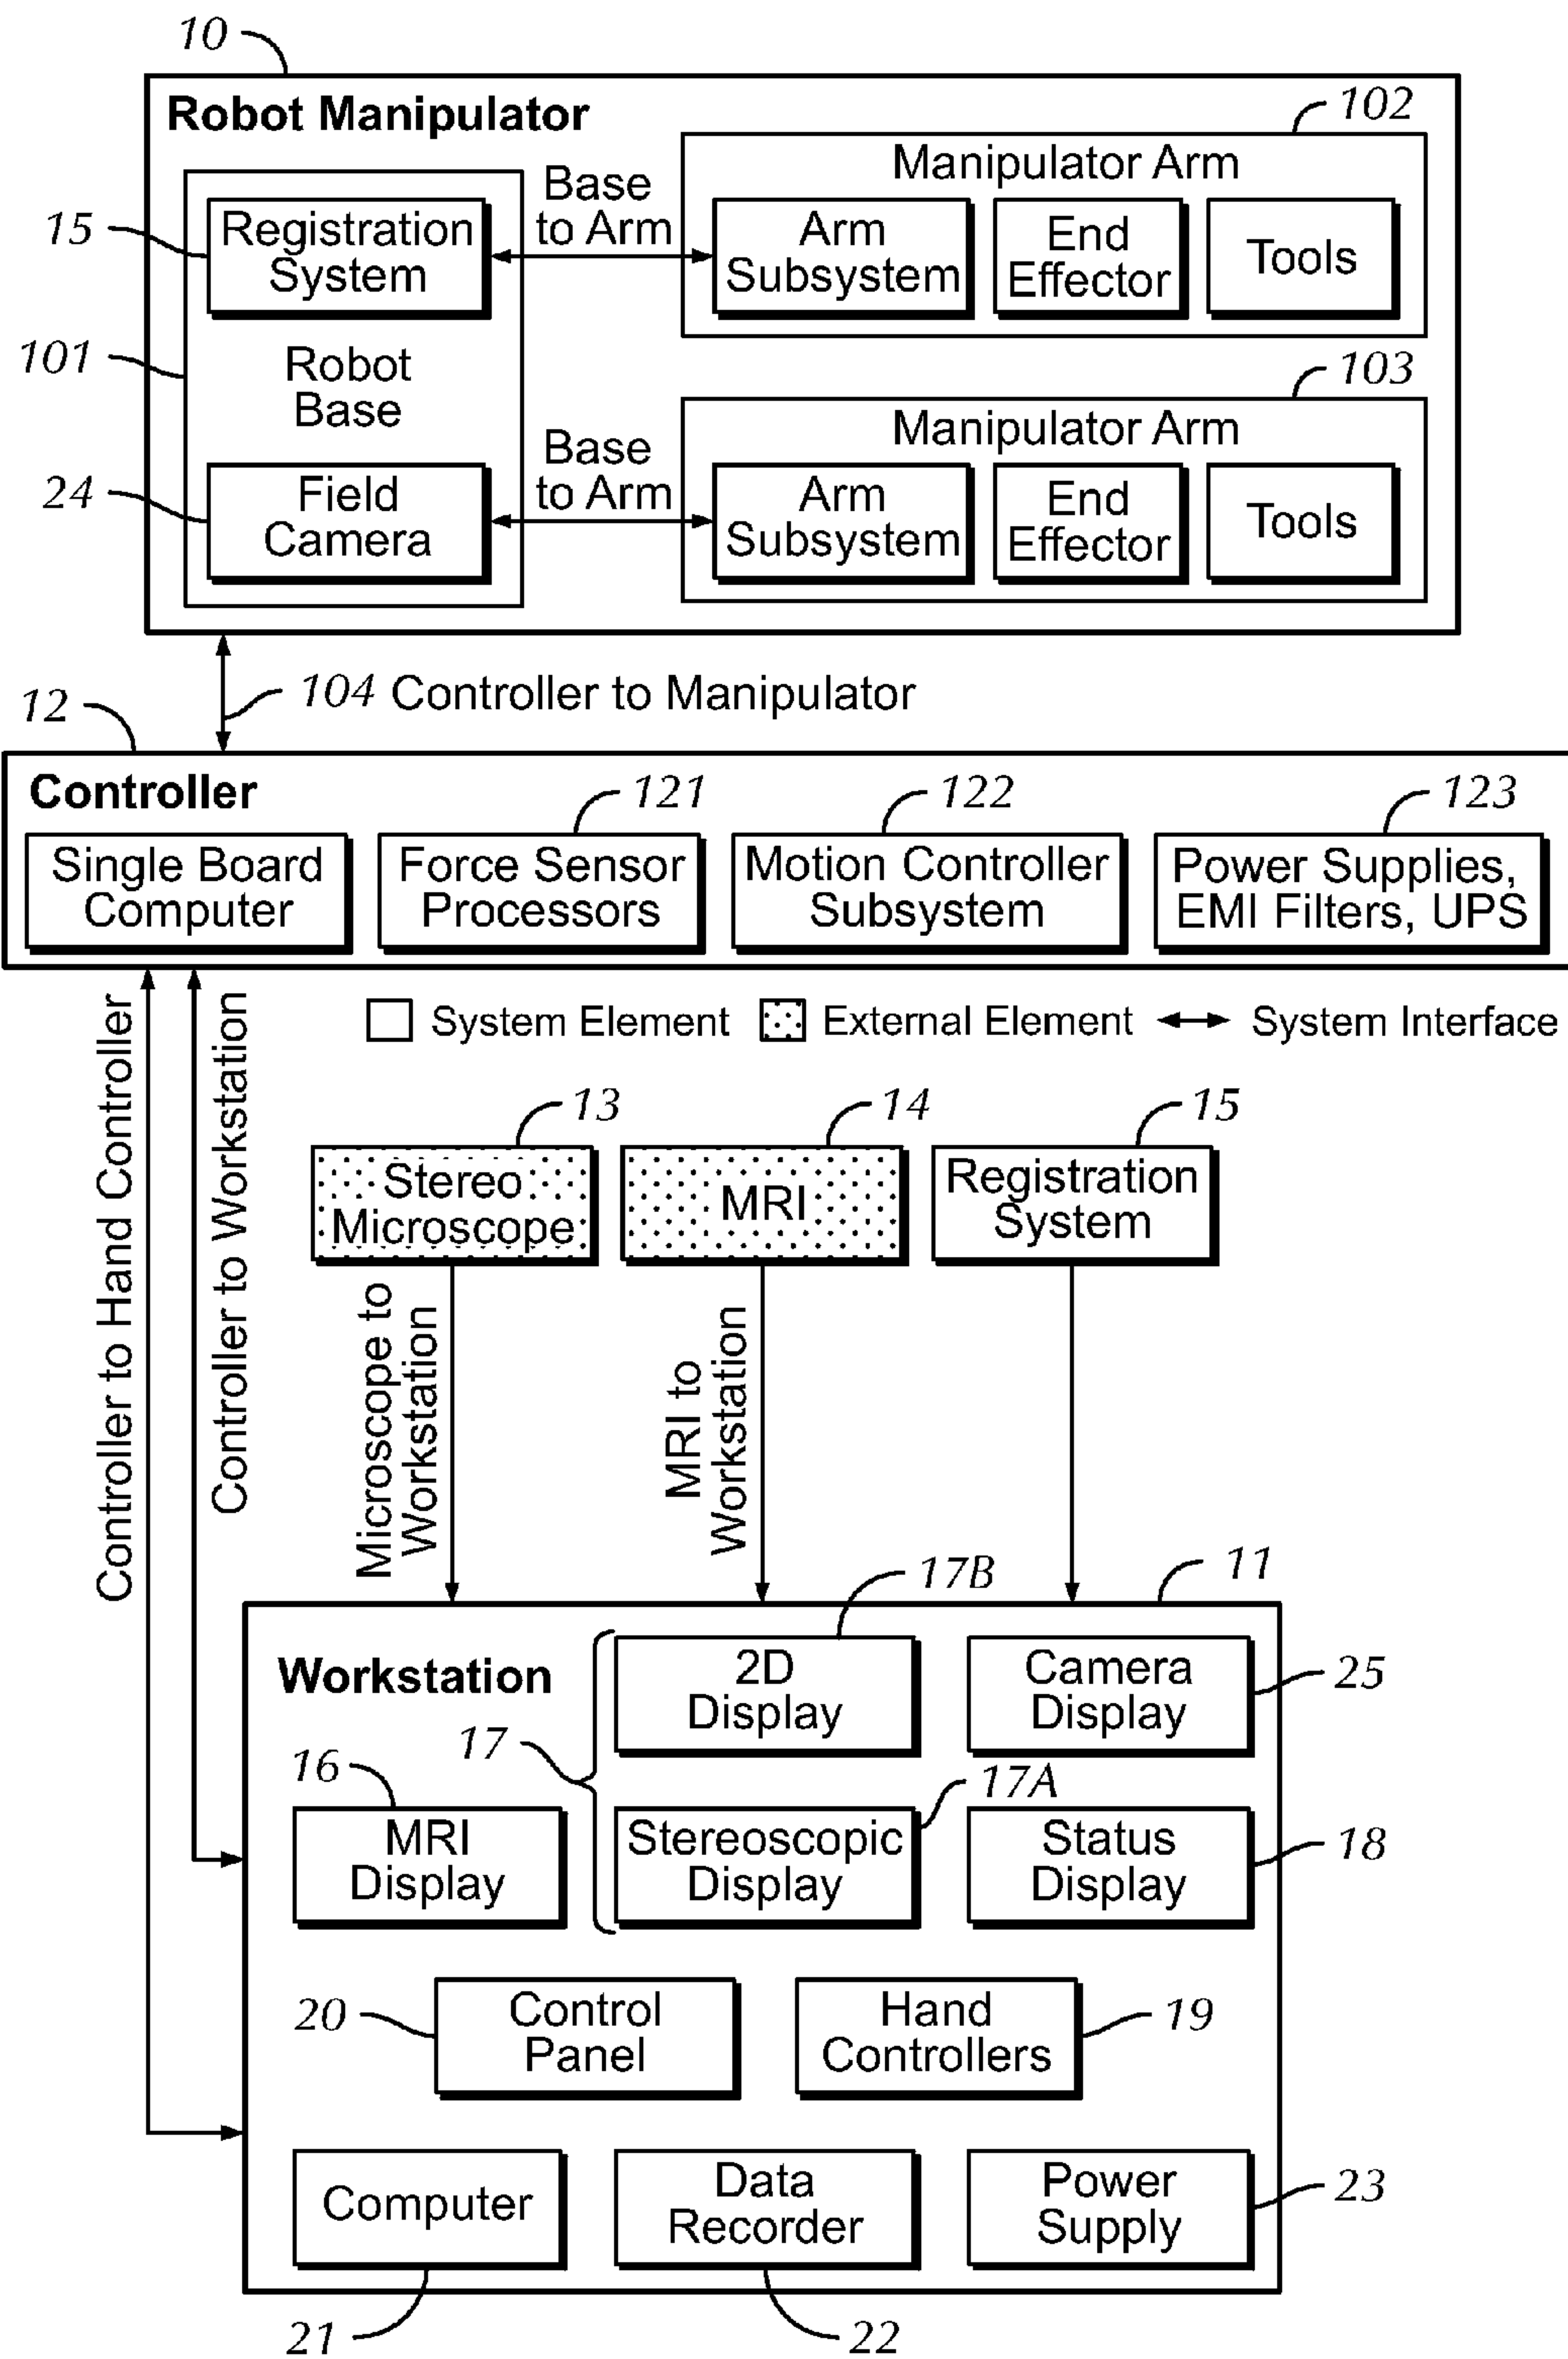 10
Robot Manipulator
102
Manipulator Arm
Base
to Arm
15
Registration
System
Arm
Subsystem
End
Effector
Tools
101
Robot
Base
103
Manipulator Arm
Base
to Arm
24
Field
Camera
Arm
Subsystem
End
Effector
Tools
104 Controller to Manipulator
12
Controller
121
122
123
Single Board
Computer
Force Sensor
Processors
Motion Controller
Subsystem
Power Supplies,
EMI Filters, UPS
System Element
External Element
System Interface
Controller to Hand Controller
Controller to Workstation
13
14
15
Stereo
Microscope
MRI
Registration
System
Microscope to
Workstation
MRI to
Workstation
11
17B
Workstation
2D
Display
Camera
Display
25
17
16
17A
MRI
Display
Stereoscopic
Display
Status
Display
18
20
Control
Panel
Hand
Controllers
19
Computer
Data
Recorder
Power
Supply
23
21
22